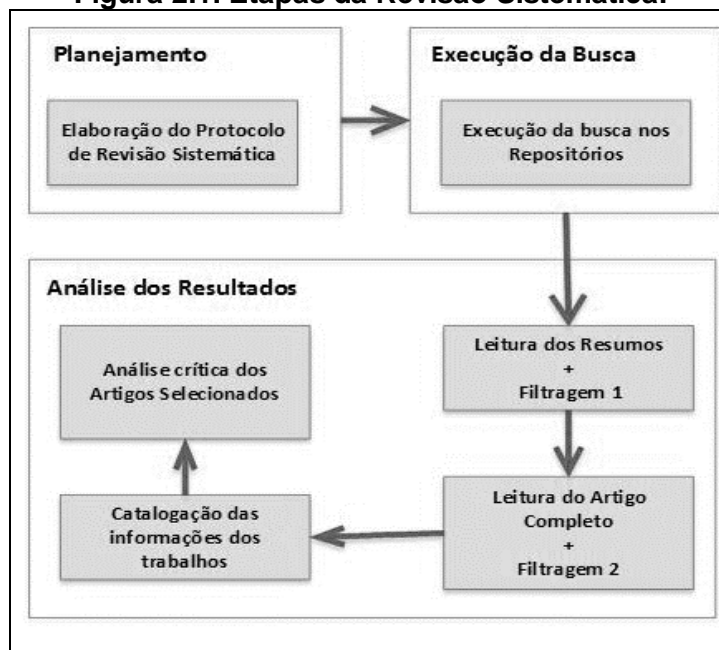 Figura 2.1: Etapas da Revisão Sistemática.
Planejamento
Elaboração do Protocolo
de Revisão Sistemática
Execução da Busca
Execução da busca nos
Repositórios
Análise dos Resultados
Leitura dos Resumos
+
Filtragem 1
Leitura do Artigo
Completo
+
Filtragem 2
Catalogação das
informações dos
trabalhos
Análise crítica dos
Artigos Selecionados